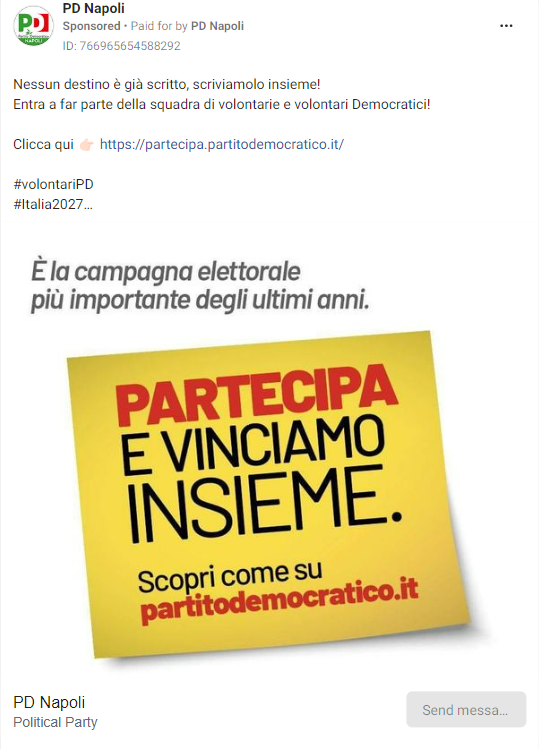 PD Napoli
Sponsored • Paid for by PD Napoli
ID: 766965654588292
Nessun destino è già scritto, scriviamolo insieme!
Entra a far parte della squadra di volontarie e volontari Democratici!
Clicca qui 👉🏻 https://partecipa.partitodemocratico.it/
#volontariPD
#Italia2027...
È la campagna elettorale
più importante degli ultimi anni.
PARTECIPA
E VINCIAMO
INSIEME.
Scopri come su
partitodemocratico.it
PD Napoli
Political Party
Send messa...